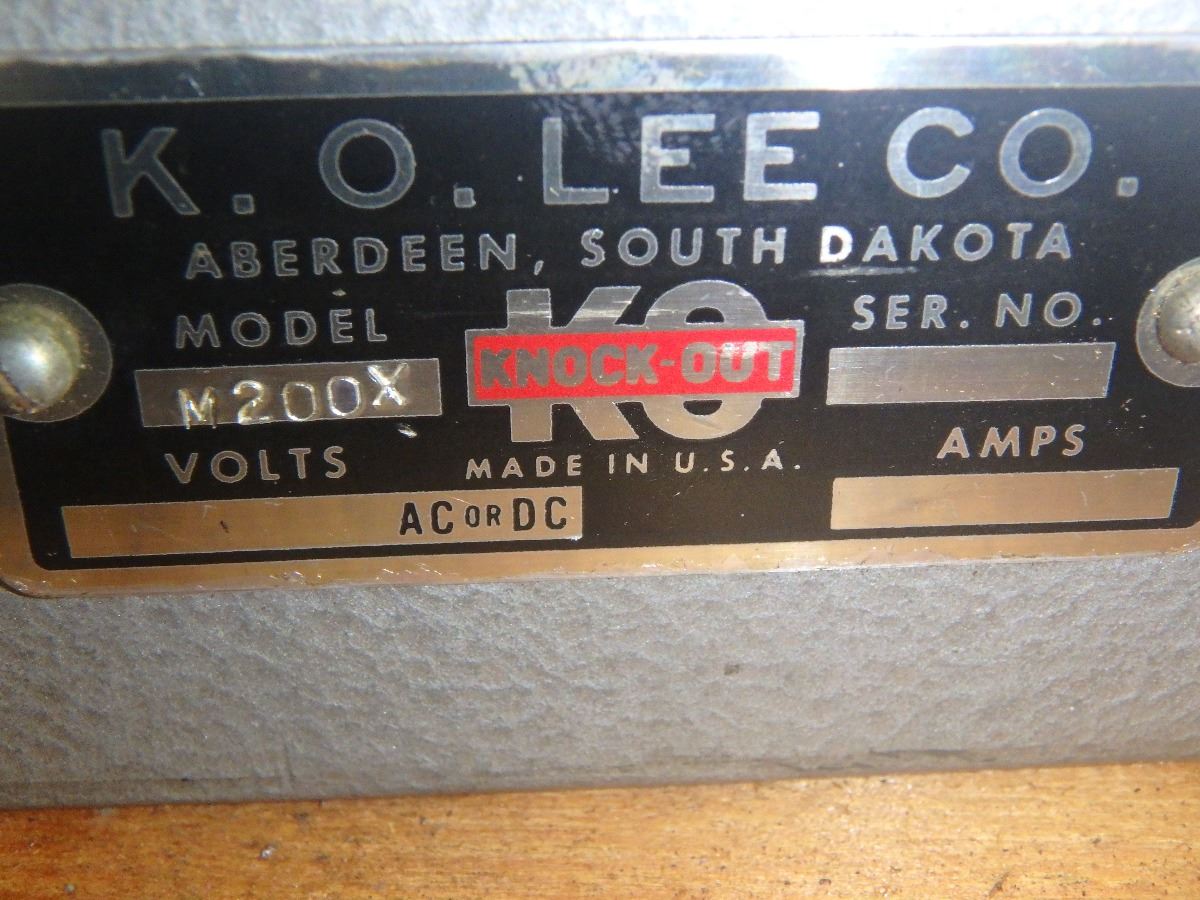 K. O. LEE CO.
ABERDEEN, SOUTH DAKOTA
MODEL
M200X
KO
KNOCK-OUT
SER. NO.
VOLTS
MADE IN U.S.A.
AMPS
AC OR DC